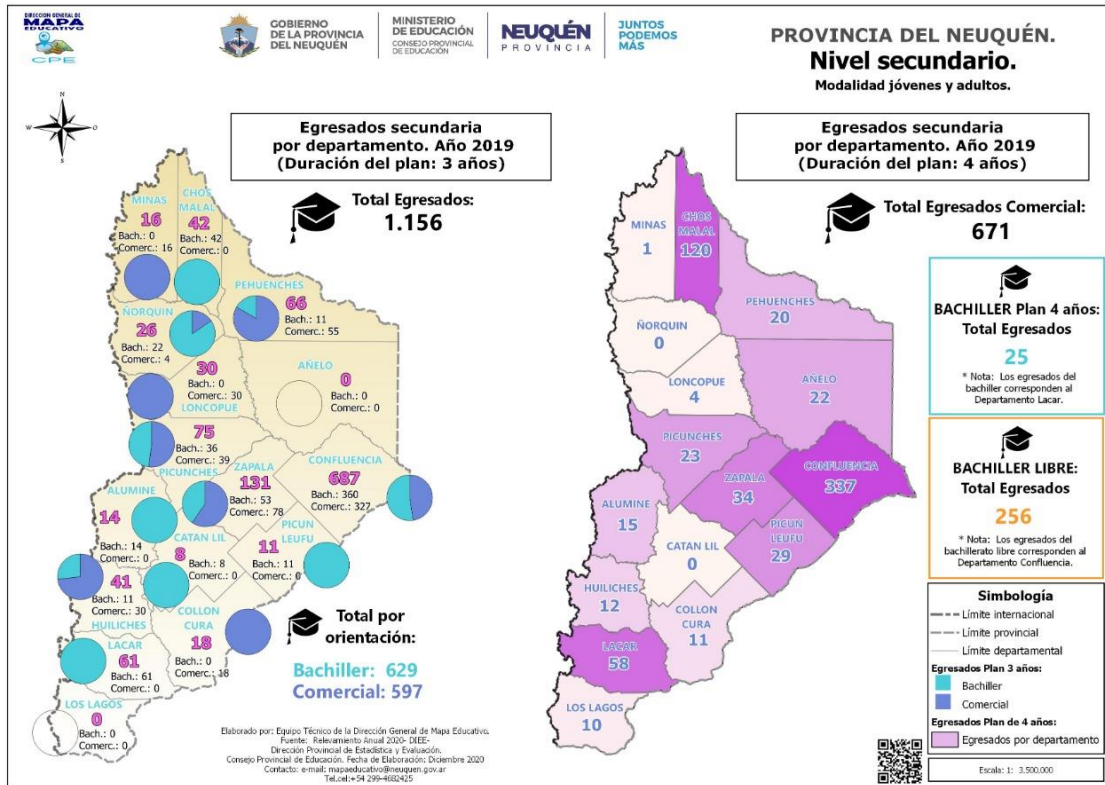 DIRECCION GENERAL DE
MAPA
EDUCATIVO
CPE
GOBIERNO
DE LA PROVINCIA
DEL NEUQUÉN
MINISTERIO
DE EDUCACIÓN
CONSEJO PROVINCIAL
DE EDUCACIÓN
NEUQUÉN
PROVINCIA
JUNTOS
PODEMOS
MÁS
PROVINCIA DEL NEUQUÉN.
Nivel secundario.
Modalidad jóvenes y adultos.
N
W
O
S
Egresados secundaria
por departamento. Año 2019
(Duración del plan: 3 años)
Total Egresados:
1.156
MINAS
16
Bach.: 0
Comerc.: 16
CHOS
MALAL
42
Bach.: 42
Comerc.: 0
PEHUENCHES
66
Bach.: 11
Comerc.: 55
ÑORQUIN
26
Bach.: 22
Comerc.: 4
30
Bach.: 0
Comerc.: 30
LONCOPUE
AÑELO
0
Bach.: 0
Comerc.: 0
75
Bach.: 36
Comerc.: 39
PICUNCHES
ZAPALA
131
Bach.: 53
Comerc.: 78
CONFLUENCIA
687
Bach.: 360
Comerc.: 327
ALUMINE
14
Bach.: 14
Comerc.: 0
CATAN LIL
8
Bach.: 8
Comerc.: 0
PICUN
LEUFU
11
Bach.: 11
Comerc.: 0
41
Bach.: 11
Comerc.: 30
HUILICHES
COLLON
CURA
18
Bach.: 0
Comerc.: 18
LACAR
61
Bach.: 61
Comerc.: 0
LOS LAGOS
0
Bach.: 0
Comerc.: 0
Total por
orientación:
Bachiller: 629
Comercial: 597
Elaborado por: Equipo Técnico de la Dirección General de Mapa Educativo.
Fuente: Relevamiento Anual 2020- DIEE-
Dirección Provincial de Estadística y Evaluación.
Consejo Provincial de Educación. Fecha de Elaboración: Diciembre 2020
Contacto: e-mail: mapaeducativo@neuquen.gov.ar
Tel.cel:+54 299-4682425
Egresados secundaria
por departamento. Año 2019
(Duración del plan: 4 años)
Total Egresados Comercial:
671
MINAS
1
CHOS
MALAL
120
PEHUENCHES
20
ÑORQUIN
0
LONCOPUE
4
AÑELO
22
PICUNCHES
23
ZAPALA
34
CONFLUENCIA
337
ALUMINE
15
CATAN LIL
0
PICUN
LEUFU
29
HUILICHES
12
COLLON
CURA
11
LACAR
58
LOS LAGOS
10
BACHILLER Plan 4 años:
Total Egresados
25
* Nota: Los egresados del
bachiller corresponden al
Departamento Lacar.
BACHILLER LIBRE:
Total Egresados
256
* Nota: Los egresados del
bachillerato libre corresponden al
Departamento Confluencia.
Simbología
Límite internacional
Límite provincial
Límite departamental
Egresados Plan 3 años:
Bachiller
Comercial
Egresados Plan de 4 años:
Egresados por departamento
Escala: 1: 3.500.000